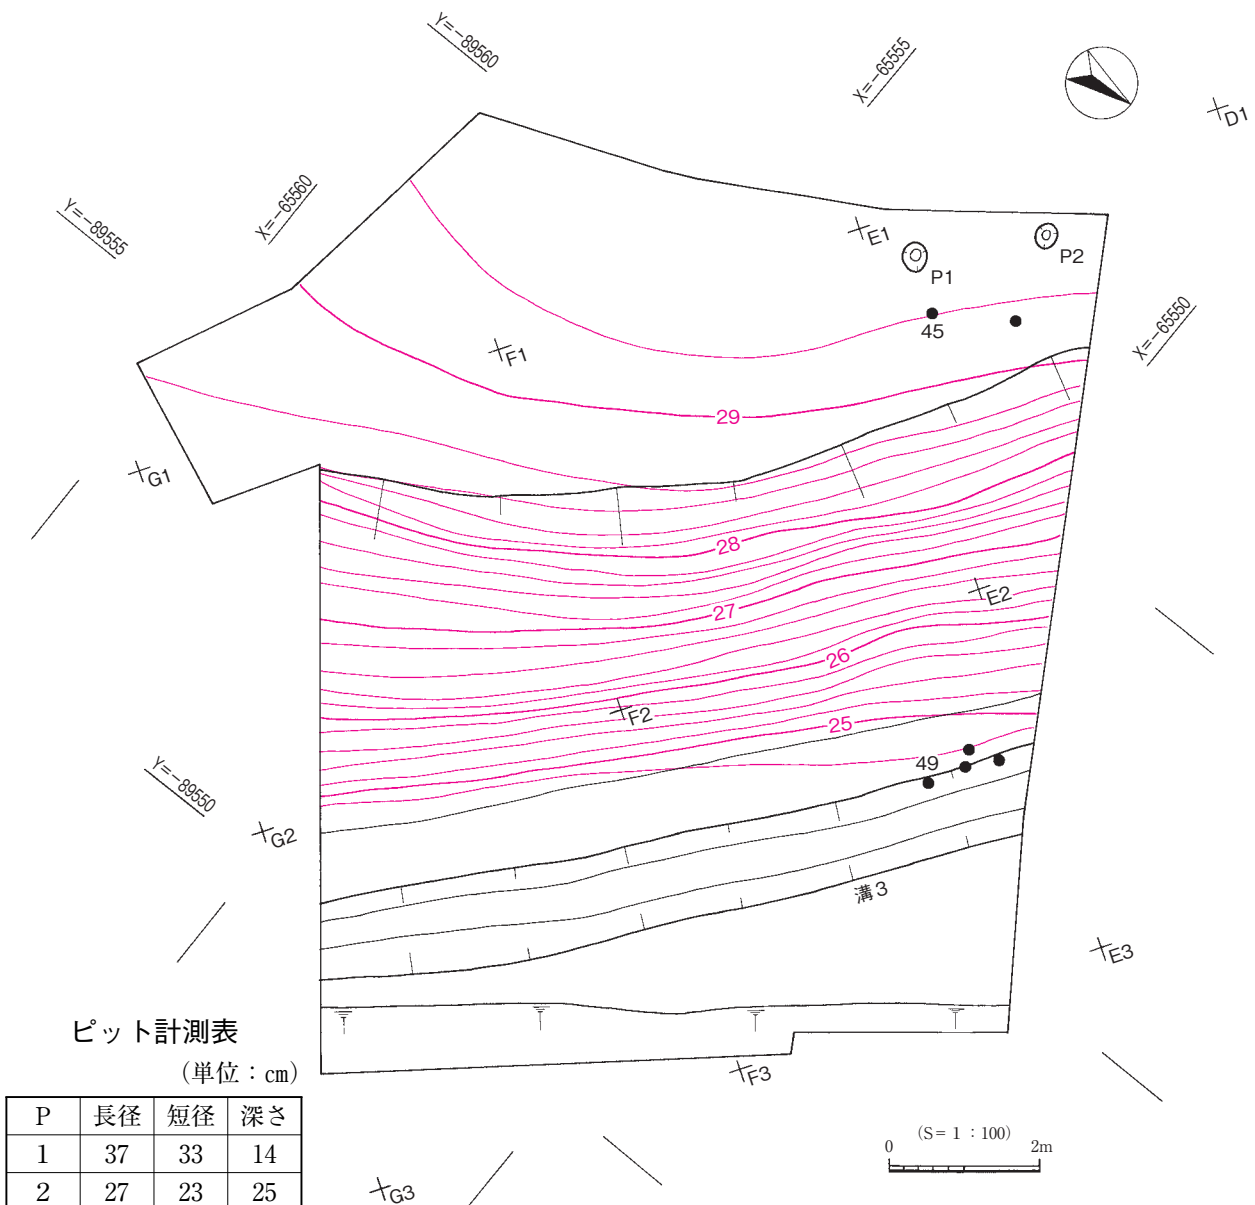 Y=-89560
X=-65555
D1
Y=-89555
X=-65560
E1
P1
P2
45
X=-65550
F1
29
G1
28
27
E2
26
F2
25
49
Y=-89550
G2
溝3
E3
F3
ピット計測表
(単位：cm)
P 長径 短径 深さ
1 37 33 14
2 27 23 25
G3
(S=1：100)
0 2m